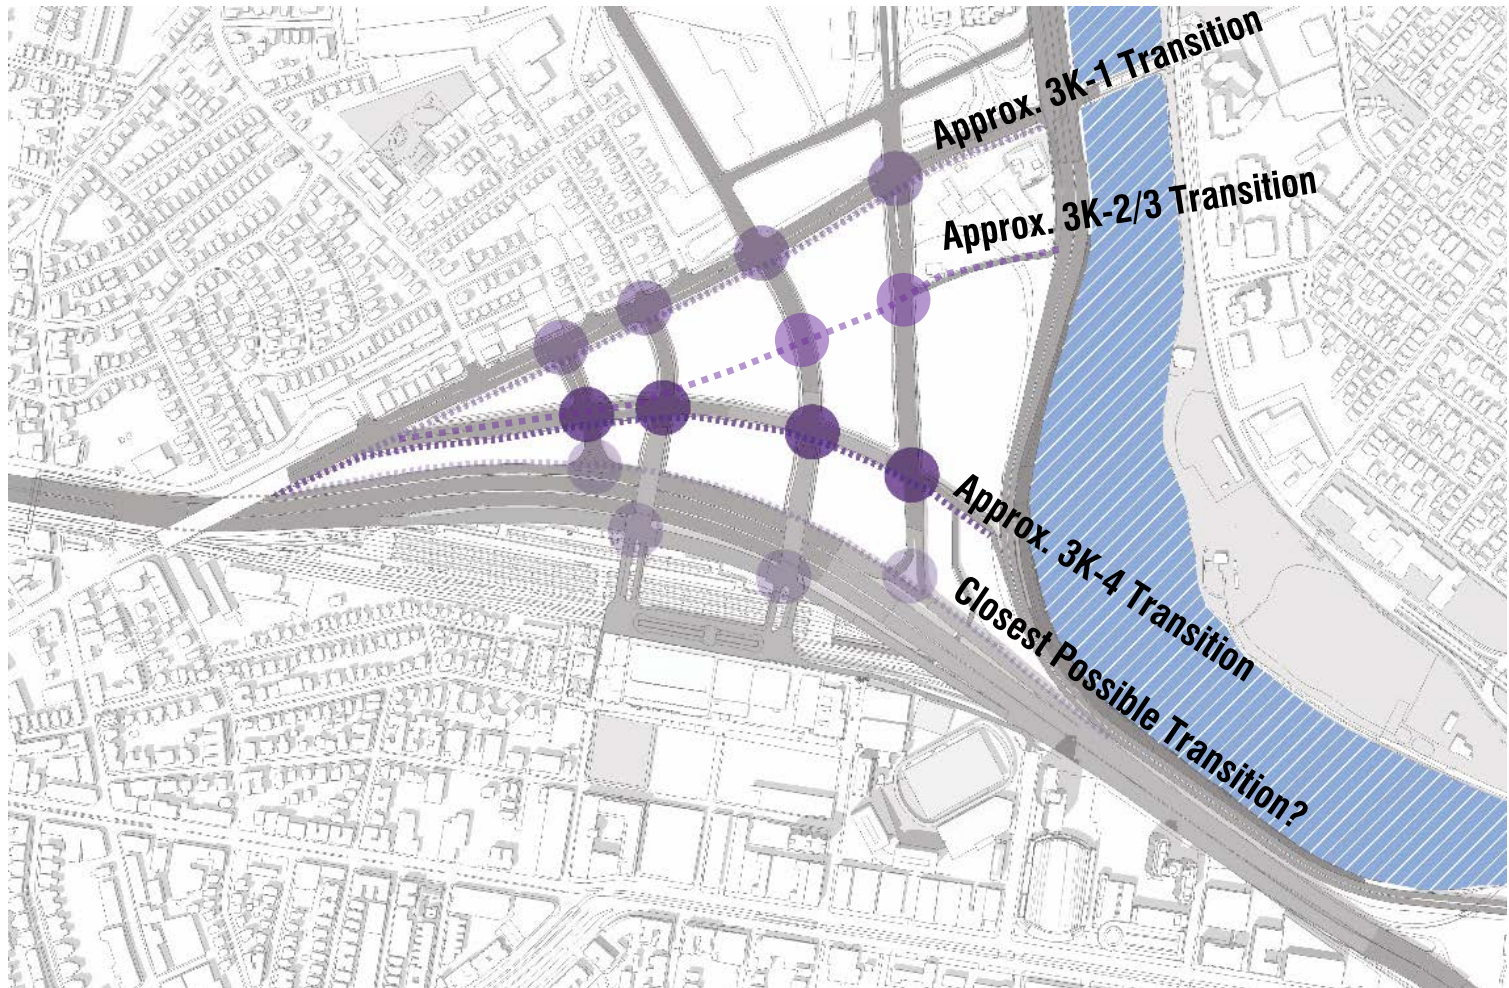 Approx. 3K-1 Transition
Approx. 3K-2/3 Transition
Approx. 3K-4 Transition
Closest Possible Transition?